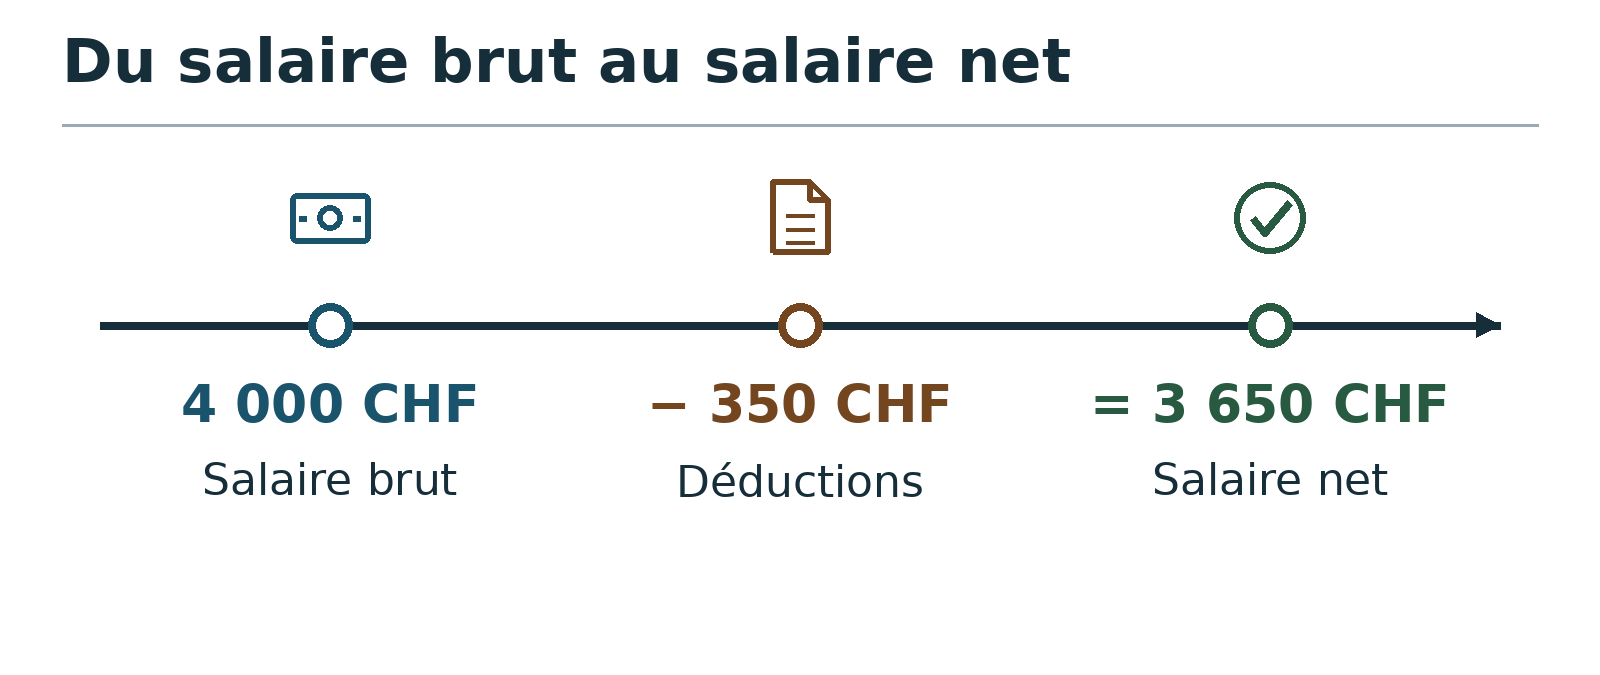 Du salaire brut au salaire net
4 000 CHF − 350 CHF = 3 650 CHF
Salaire brut Déductions Salaire net